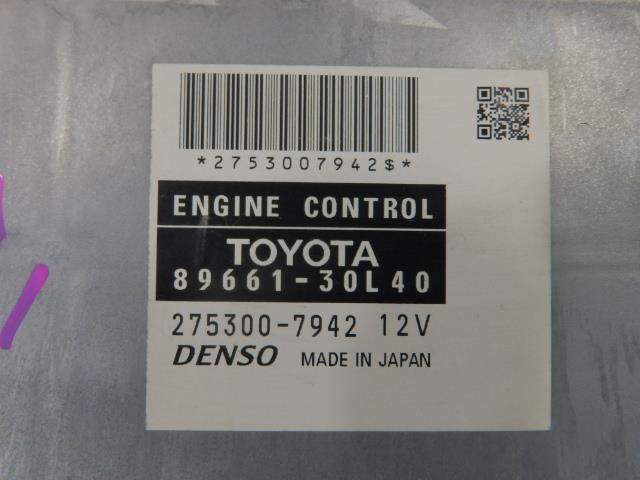 *2753007942$*
ENGINE CONTROL
TOYOTA
89661-30L40
275300-7942 12V
DENSO MADE IN JAPAN